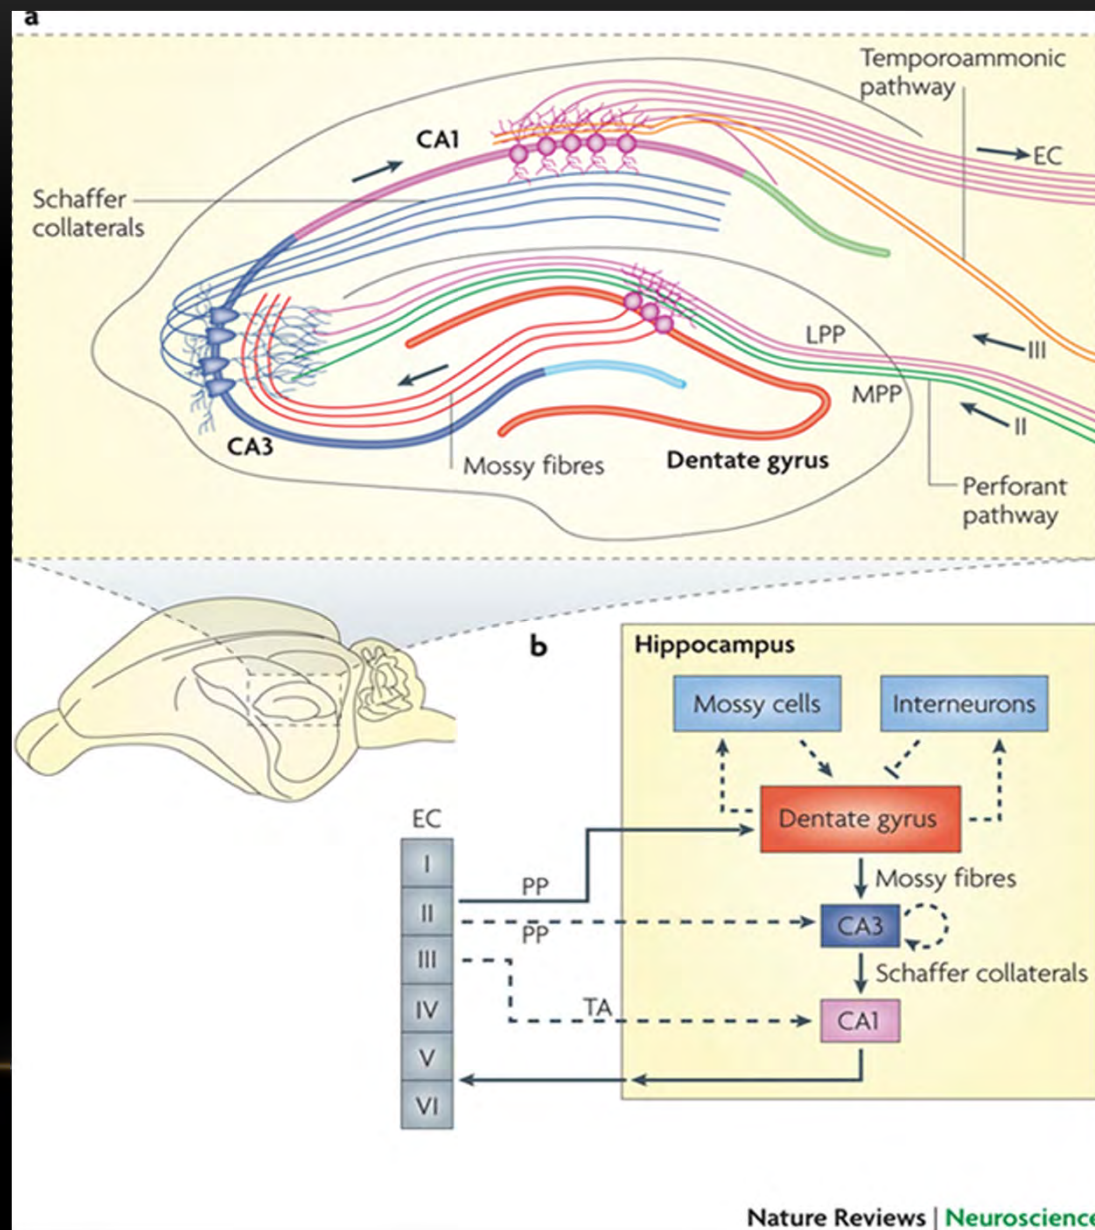 a
Temporoammonic
pathway
CA1
EC
Schaffer
collaterals
LPP
III
MPP
II
CA3
Mossy fibres
Dentate gyrus
Perforant
pathway
b
Hippocampus
Mossy cells
Interneurons
EC
Dentate gyrus
I
PP
Mossy fibres
II
PP
CA3
III
Schaffer collaterals
IV
TA
CA1
V
VI
Nature Reviews | Neuroscience